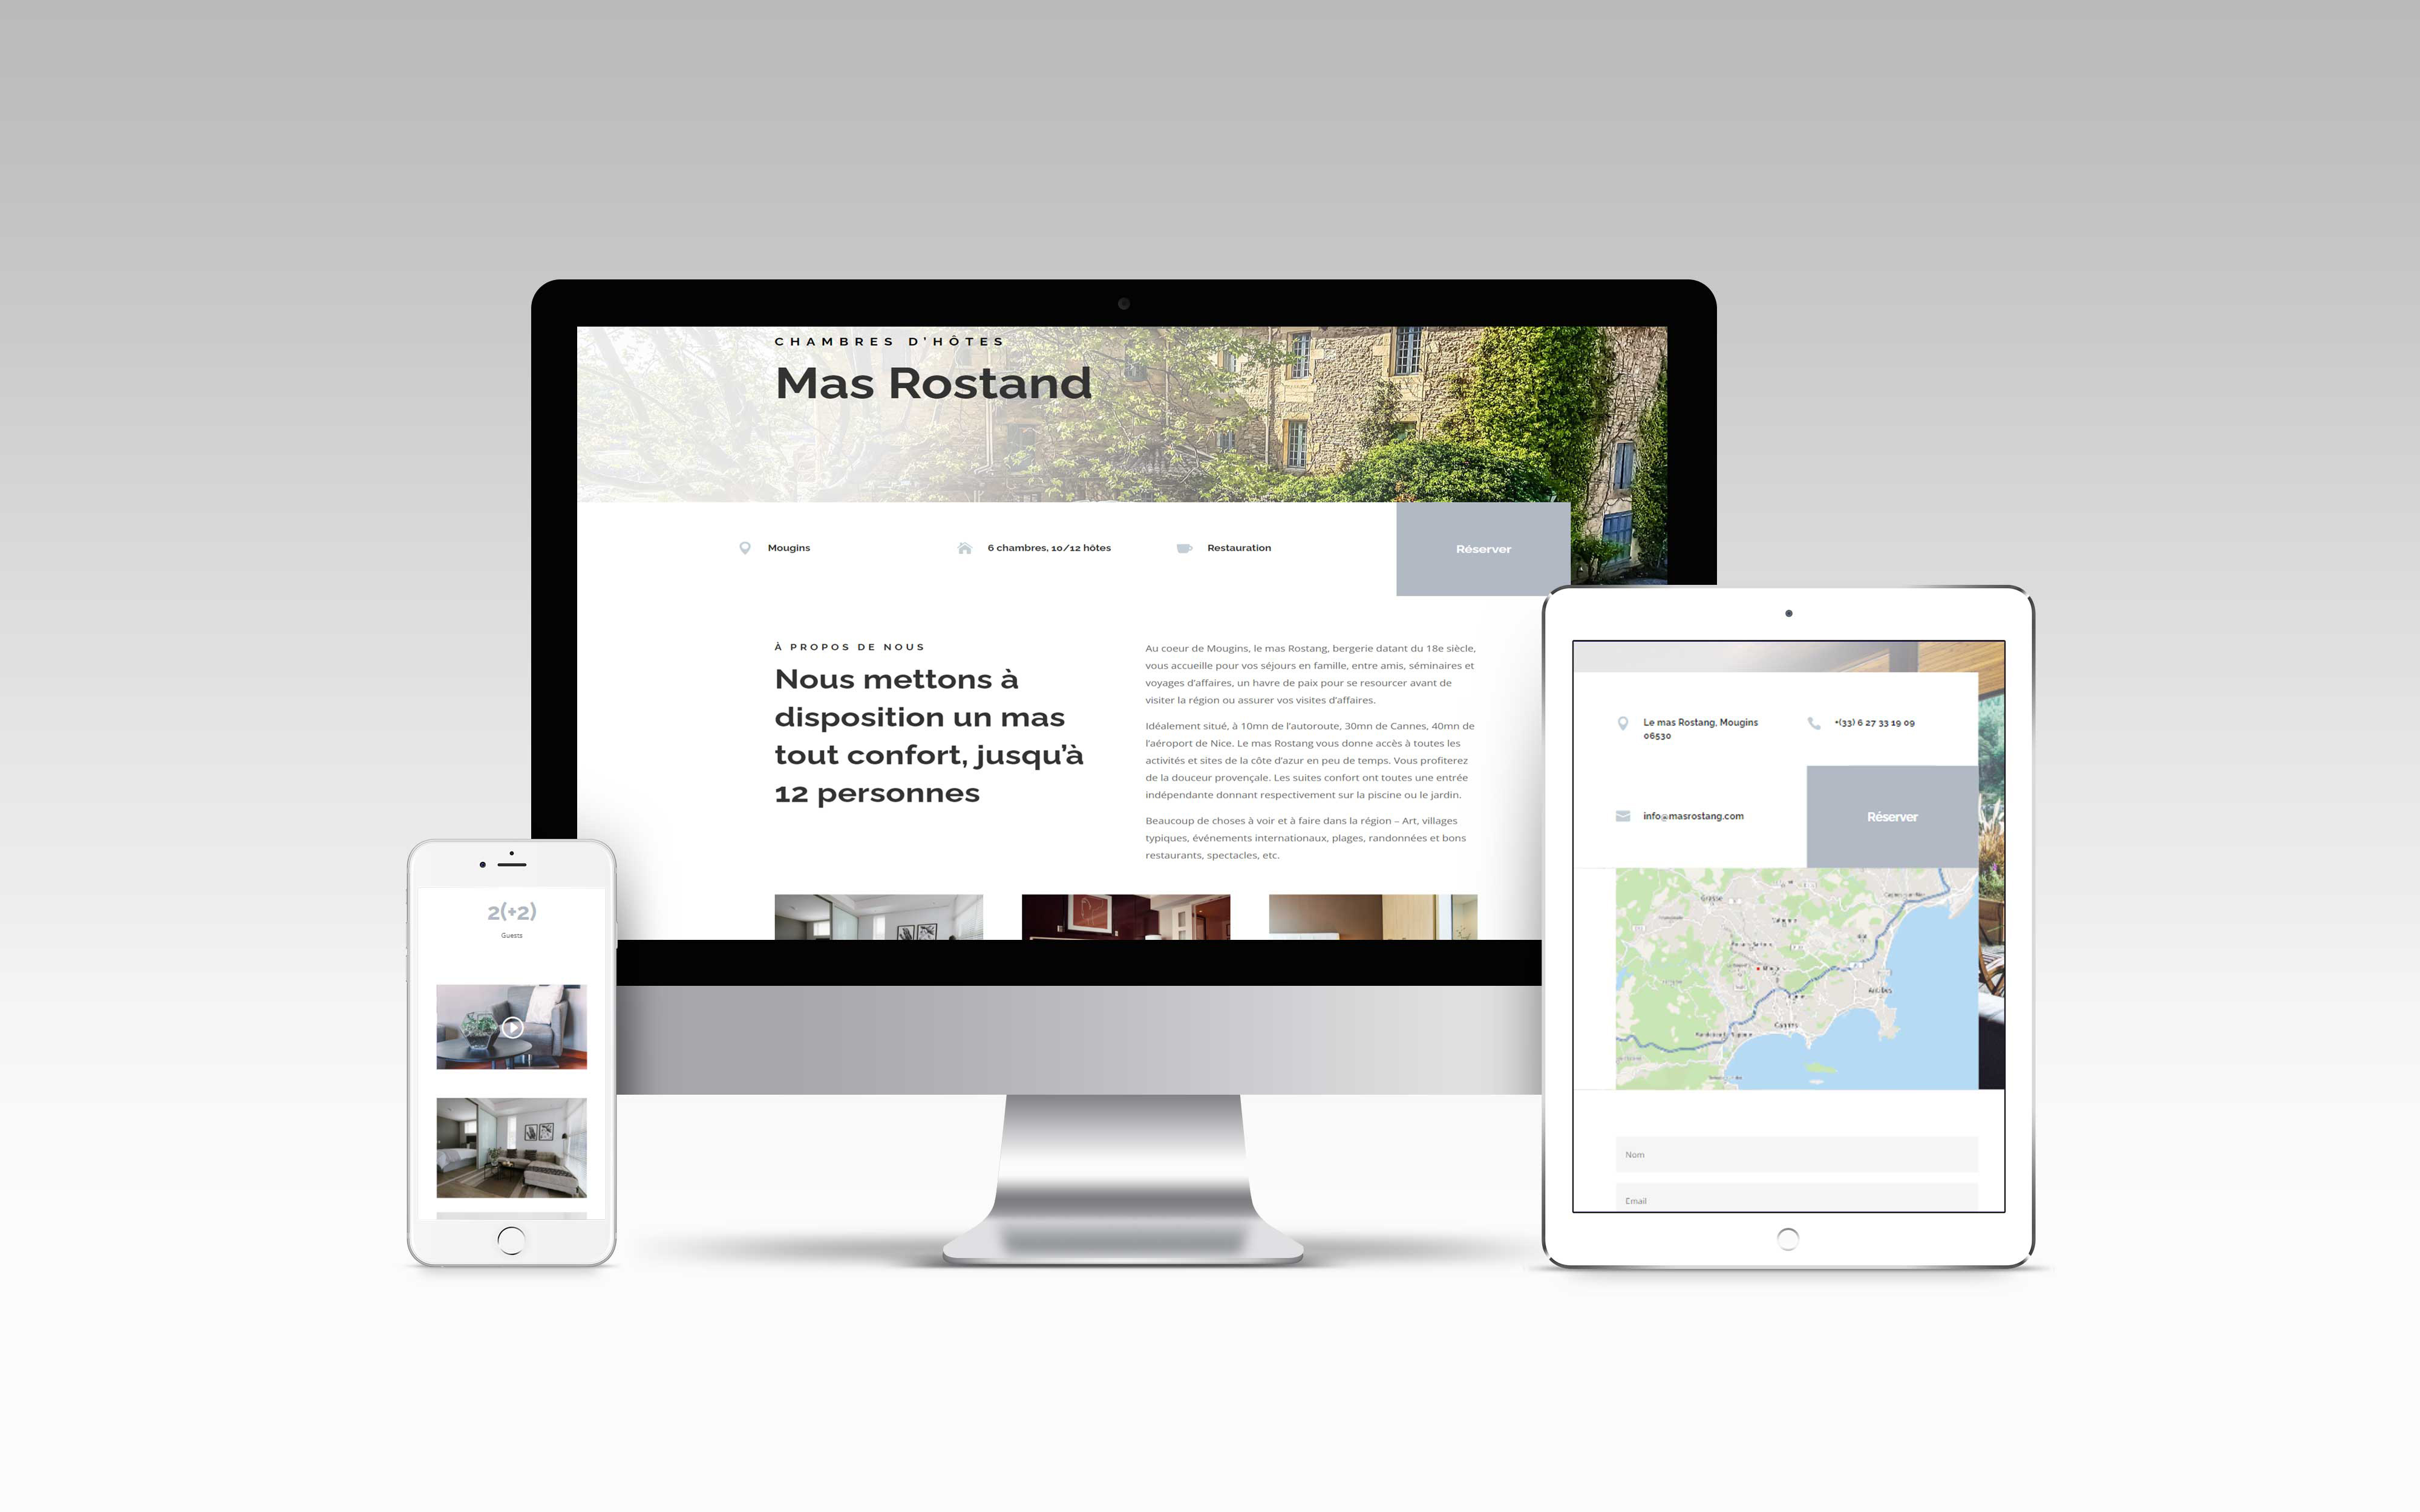 CHAMBRES D'HÔTES
Mas Rostand
Mougins
6 chambres, 10/12 hôtes
Restauration
Réserver
À PROPOS DE NOUS
Nous mettons à
disposition un mas
tout confort, jusqu'à
12 personnes
Au coeur de Mougins, le mas Rostang, bergerie datant du 18e siècle,
vous accueille pour vos séjours en famille, entre amis, séminaires et
voyages d'affaires, un havre de paix pour se resourcer avant de
visiter la région ou assurer vos visites d'affaires.
Idéalement situé, à 10mn de l'autoroute, 30mn de Cannes, 40mn de
l'aéroport de Nice. Le mas Rostang vous donne accès à toutes les
activités et sites de la côte d'azur en peu de temps. Vous profiterez
de la douceur provençale. Les suites confort ont toutes une entrée
indépendante donnant respectivement sur la piscine ou le jardin.
Beaucoup de choses à voir et à faire dans la région – Art, villages
typiques, événements internationaux, plages, randonnées et bons
restaurants, spectacles, etc.
2(+2)
Guests
Le mas Rostang, Mougins
06530
+(33) 6 27 33 19 09
info@masrostang.com
Réserver
Grasse
Nom
Email